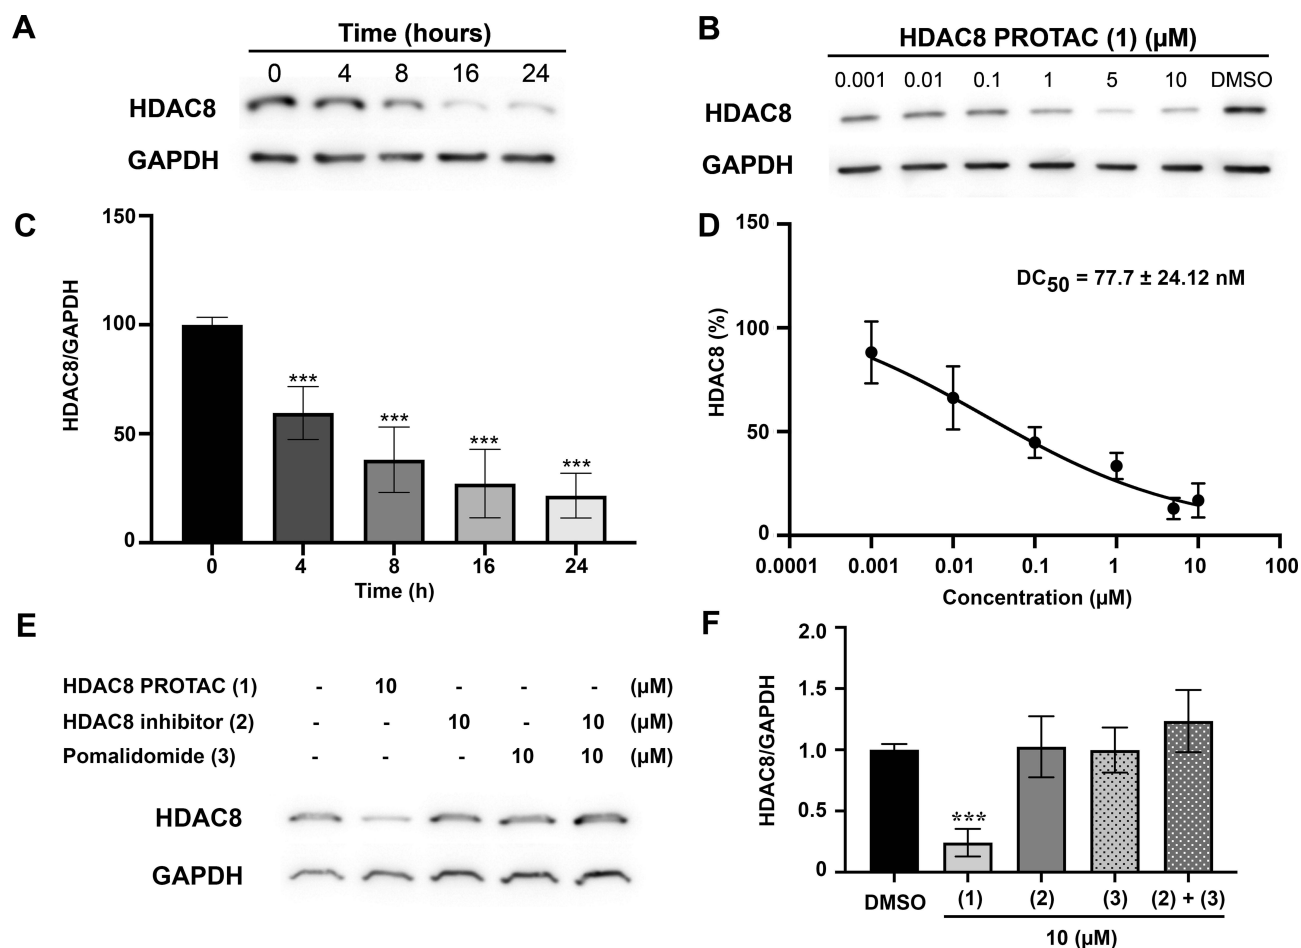 A
Time (hours)
0 4 8 16 24
HDAC8
GAPDH
B
HDAC8 PROTAC (1) (µM)
0.001 0.01 0.1 1 5 10 DMSO
HDAC8
GAPDH
C
150
100
50
0
HDAC8/GAPDH
*** *** *** ***
0 4 8 16 24
Time (h)
D
150
100
50
0
HDAC8 (%)
DC50 = 77.7 ± 24.12 nM
0.0001 0.001 0.01 0.1 1 10 100
Concentration (µM)
E
HDAC8 PROTAC (1) - 10 - - - (µM)
HDAC8 inhibitor (2) - - 10 - 10 (µM)
Pomalidomide (3) - - - 10 10 (µM)
HDAC8
GAPDH
F
2.0
1.5
1.0
0.5
0
HDAC8/GAPDH
***
DMSO (1) (2) (3) (2) + (3)
10 (µM)